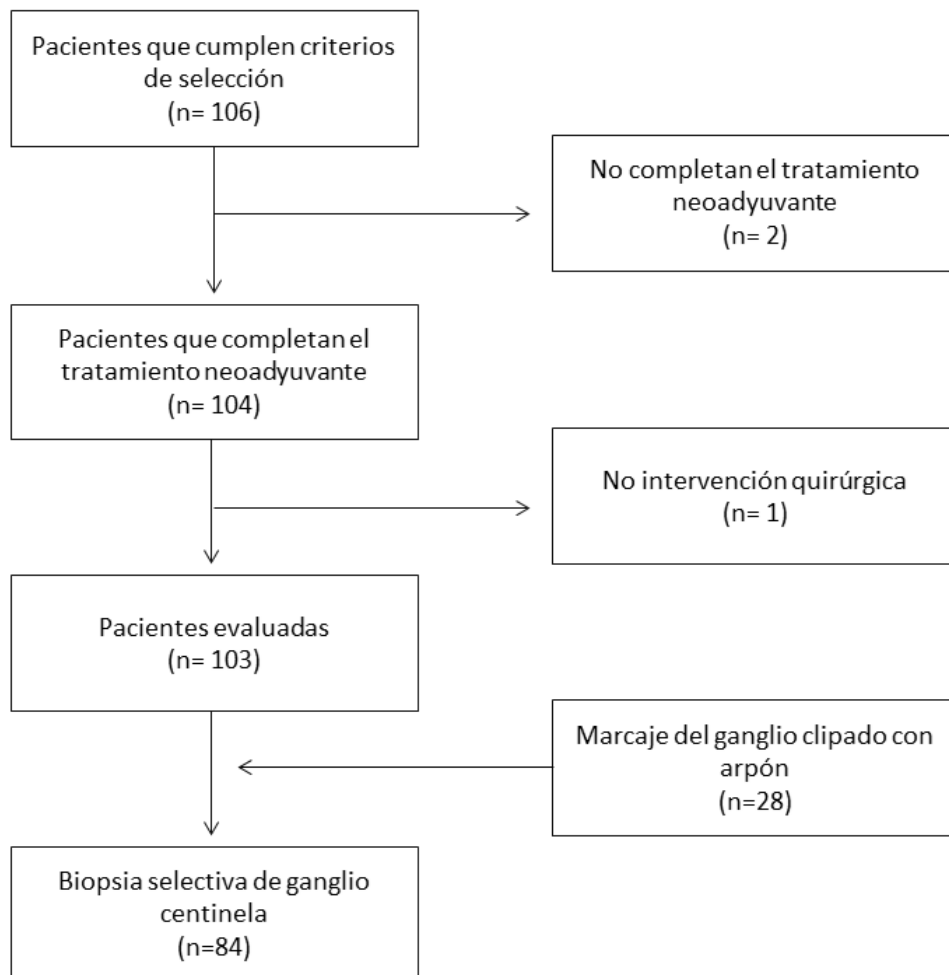 Pacientes que cumplen criterios
de selección
(n= 106)
No completan el tratamiento
neoadyuvante
(n= 2)
Pacientes que completan el
tratamiento neoadyuvante
(n= 104)
No intervención quirúrgica
(n= 1)
Pacientes evaluadas
(n= 103)
Marcaje del ganglio clipado con
arpón
(n=28)
Biopsia selectiva de ganglio
centinela
(n=84)